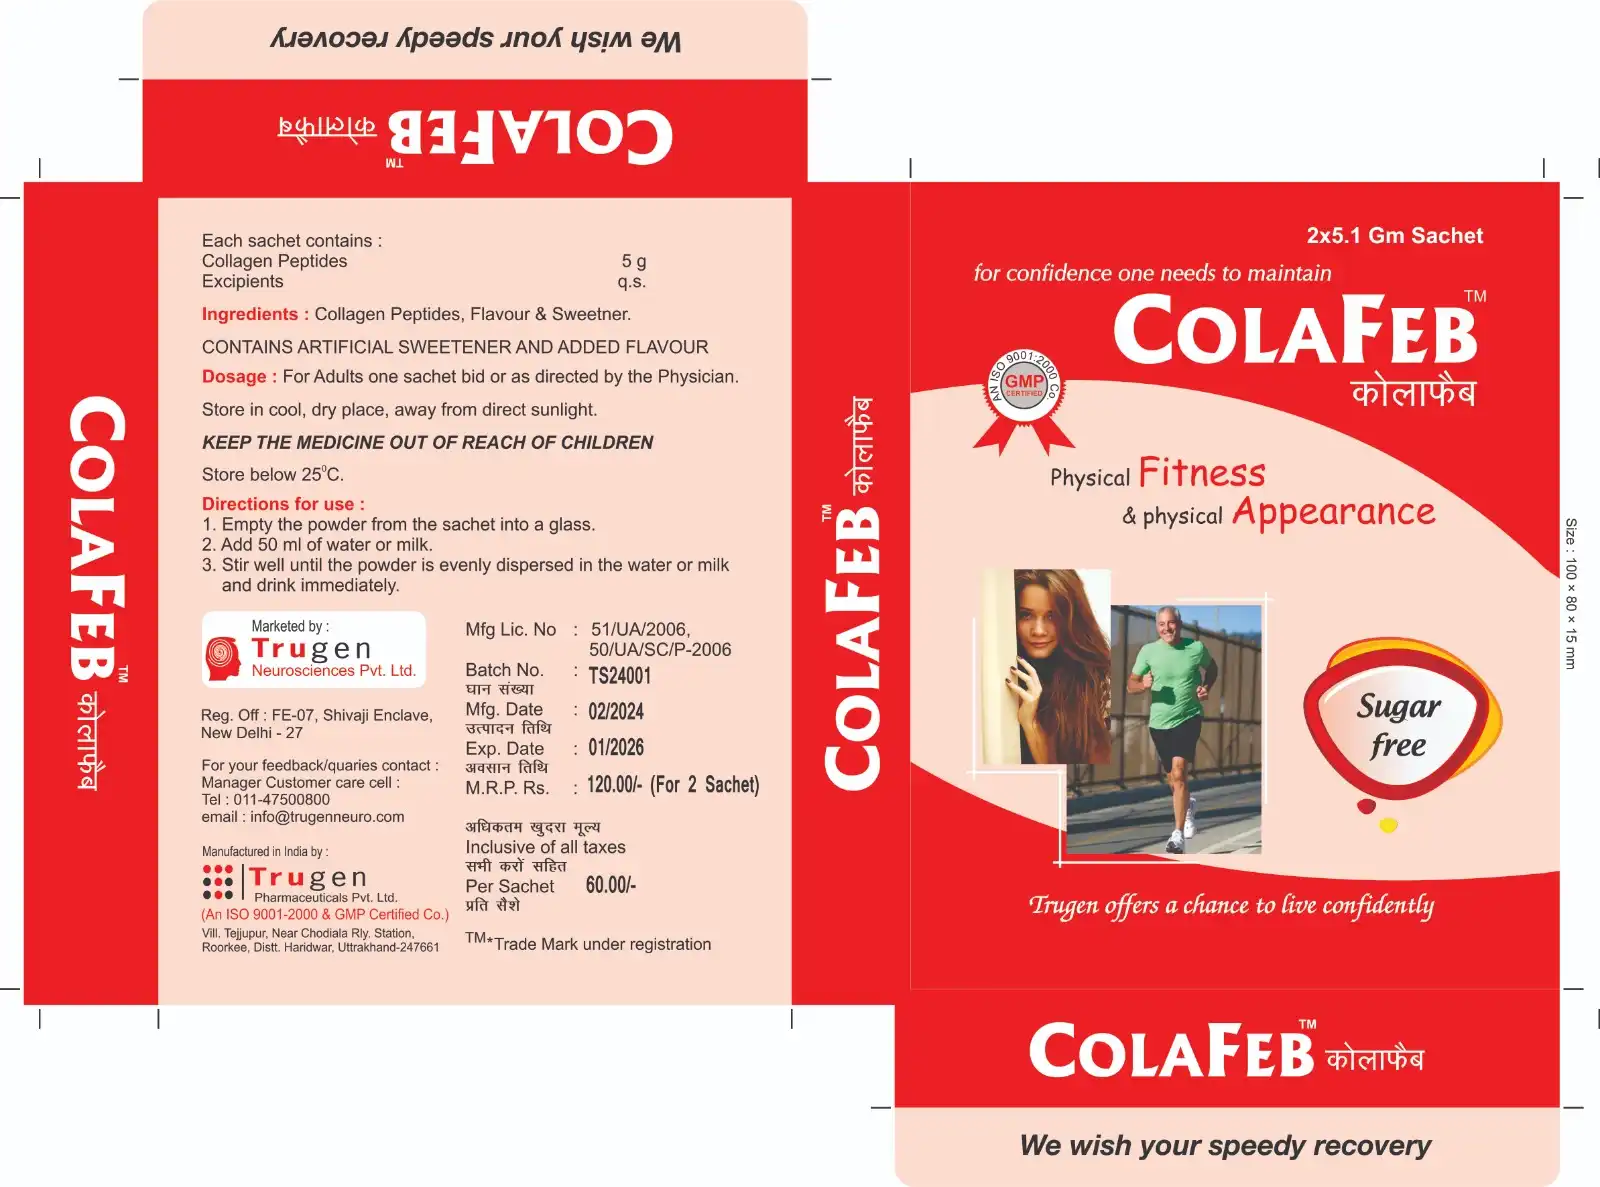 We wish your speedy recovery
COLAFEB™ कोलाफैब
Each sachet contains :
Collagen Peptides 5 g
Excipients q.s.
Ingredients : Collagen Peptides, Flavour & Sweetner.
CONTAINS ARTIFICIAL SWEETENER AND ADDED FLAVOUR
Dosage : For Adults one sachet bid or as directed by the Physician.
Store in cool, dry place, away from direct sunlight.
KEEP THE MEDICINE OUT OF REACH OF CHILDREN
Store below 25⁰C.
Directions for use :
1. Empty the powder from the sachet into a glass.
2. Add 50 ml of water or milk.
3. Stir well until the powder is evenly dispersed in the water or milk
and drink immediately.
Marketed by :
Trugen
Neurosciences Pvt. Ltd.
Reg. Off : FE-07, Shivaji Enclave,
New Delhi - 27
For your feedback/quaries contact :
Manager Customer care cell :
Tel : 011-47500800
email : info@trugenneuro.com
Manufactured in India by :
Trugen
Pharmaceuticals Pvt. Ltd.
(An ISO 9001-2000 & GMP Certified Co.)
Vill. Tejjupur, Near Chodiala Rly. Station,
Roorkee, Distt. Haridwar, Uttrakhand-247661
Mfg Lic. No : 51/UA/2006,
50/UA/SC/P-2006
Batch No. : TS24001
घान संख्या
Mfg. Date : 02/2024
उत्पादन तिथि
Exp. Date : 01/2026
अवसान तिथि
M.R.P. Rs. : 120.00/- (For 2 Sachet)
अधिकतम खुदरा मूल्य
Inclusive of all taxes
सभी करों सहित
Per Sachet 60.00/-
प्रति सैशे
™*Trade Mark under registration
COLAFEB™ कोलाफैब
COLAFEB™ कोलाफैब
2x5.1 Gm Sachet
for confidence one needs to maintain
COLAFEB™
कोलाफैब
AN ISO 9001:2000 Co.
GMP
CERTIFIED
Physical Fitness
& physical Appearance
Sugar
free
Trugen offers a chance to live confidently
Size : 100 × 80 × 15 mm
COLAFEB™ कोलाफैब
We wish your speedy recovery